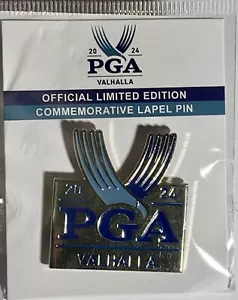 20 24
PGA
VALHALLA
OFFICIAL LIMITED EDITION
COMMEMORATIVE LAPEL PIN
20 24
PGA
VALHALLA